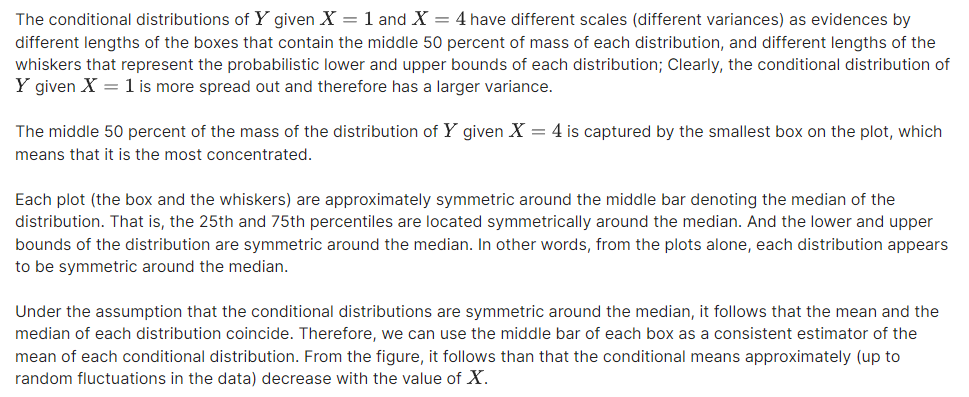 The conditional distributions of Y given X = 1 and X = 4 have different scales (different variances) as evidences by
different lengths of the boxes that contain the middle 50 percent of mass of each distribution, and different lengths of the
whiskers that represent the probabilistic lower and upper bounds of each distribution; Clearly, the conditional distribution of
Y given X = 1 is more spread out and therefore has a larger variance.
The middle 50 percent of the mass of the distribution of Y given X = 4 is captured by the smallest box on the plot, which
means that it is the most concentrated.
Each plot (the box and the whiskers) are approximately symmetric around the middle bar denoting the median of the
distribution. That is, the 25th and 75th percentiles are located symmetrically around the median. And the lower and upper
bounds of the distribution are symmetric around the median. In other words, from the plots alone, each distribution appears
to be symmetric around the median.
Under the assumption that the conditional distributions are symmetric around the median, it follows that the mean and the
median of each distribution coincide. Therefore, we can use the middle bar of each box as a consistent estimator of the
mean of each conditional distribution. From the figure, it follows than that the conditional means approximately (up to
random fluctuations in the data) decrease with the value of X.